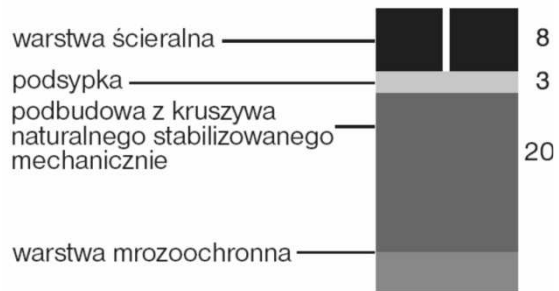 warstwa ścieralna
8
podsypka
3
podbudowa z kruszywa
naturalnego stabilizowanego
mechanicznie
20
warstwa mrozoochronna